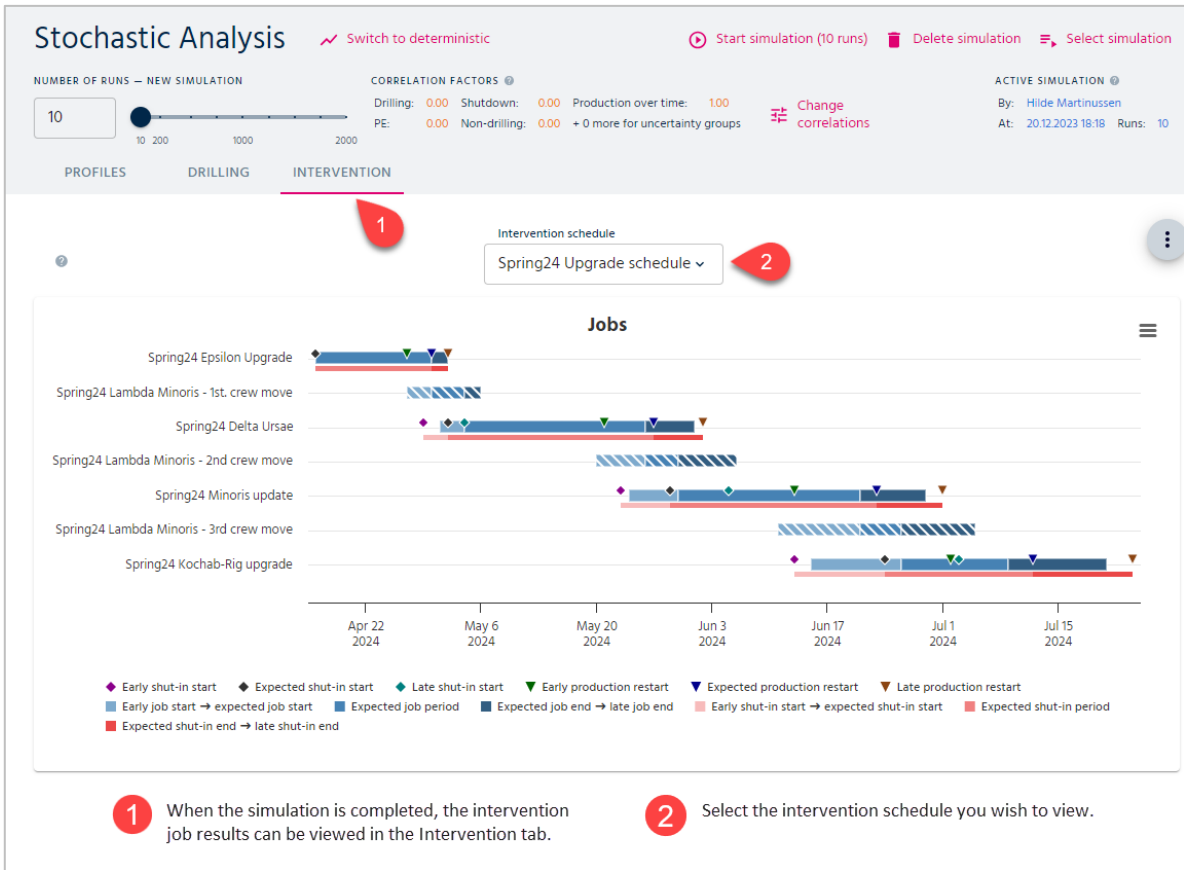 Stochastic Analysis
Switch to deterministic
Start simulation (10 runs)
Delete simulation
Select simulation
NUMBER OF RUNS — NEW SIMULATION
10
10 200 1000 2000
CORRELATION FACTORS ?
Drilling: 0.00 Shutdown: 0.00 Production over time: 1.00
PE: 0.00 Non-drilling: 0.00 + 0 more for uncertainty groups
Change
correlations
ACTIVE SIMULATION ?
By: Hilde Martinussen
At: 20.12.2023 18:18 Runs: 10
PROFILES DRILLING INTERVENTION
1
Intervention schedule
?
Spring24 Upgrade schedule
2
Jobs
Spring24 Epsilon Upgrade
Spring24 Lambda Minoris - 1st. crew move
Spring24 Delta Ursae
Spring24 Lambda Minoris - 2nd crew move
Spring24 Minoris update
Spring24 Lambda Minoris - 3rd crew move
Spring24 Kochab-Rig upgrade
Apr 22 May 6 May 20 Jun 3 Jun 17 Jul 1 Jul 15
2024 2024 2024 2024 2024 2024 2024
Early shut-in start Expected shut-in start Late shut-in start Early production restart Expected production restart Late production restart
Early job start → expected job start Expected job period Expected job end → late job end Early shut-in start → expected shut-in start Expected shut-in period
Expected shut-in end → late shut-in end
1
When the simulation is completed, the intervention
job results can be viewed in the Intervention tab.
2
Select the intervention schedule you wish to view.